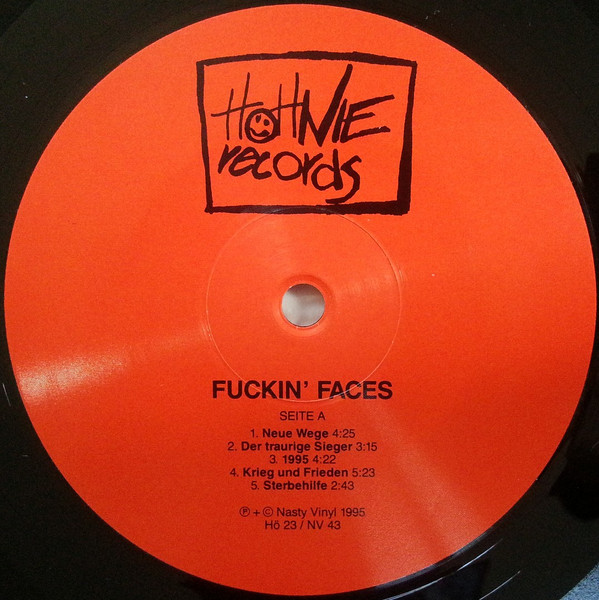 HöHNIE
records
FUCKIN' FACES
SEITE A
1. Neue Wege 4:25
2. Der traurige Sieger 3:15
3. 1995 4:22
4. Krieg und Frieden 5:23
5. Sterbehilfe 2:43
℗ + © Nasty Vinyl 1995
Hö 23 / NV 43